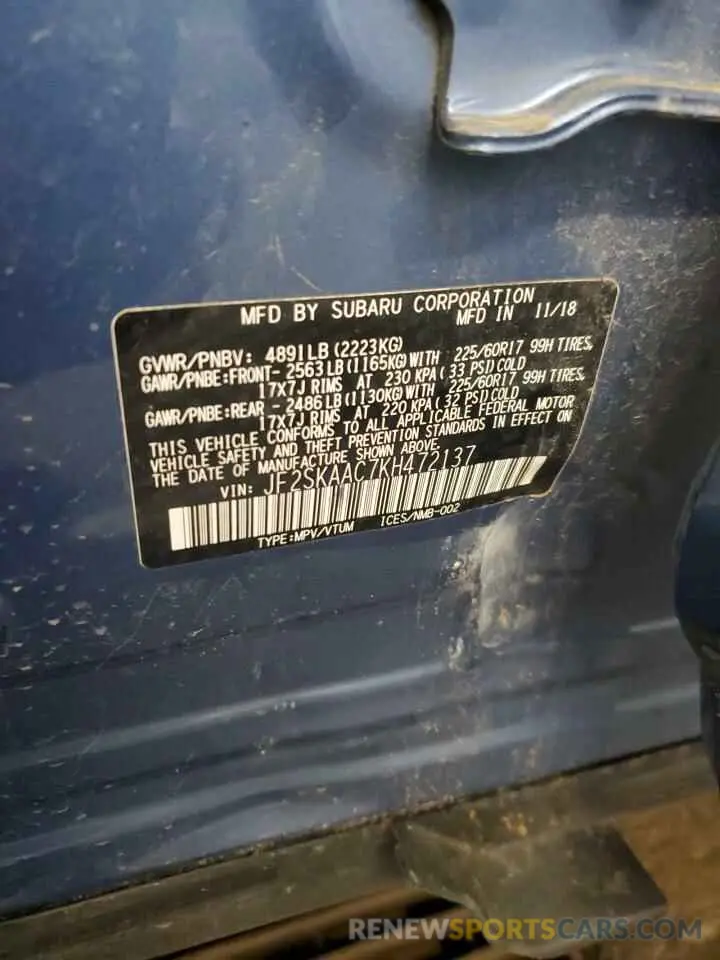 MFD BY SUBARU CORPORATION
MFD IN 11/18
GVWR/PNBV: 4891LB(2223KG)
GAWR/PNBE:FRONT-2563LB(1165KG)WITH 225/60R17 99H TIRES,
17X7J RIMS AT 230 KPA(33 PSI)COLD
GAWR/PNBE:REAR -2486LB(1130KG)WITH 225/60R17 99H TIRES,
17X7J RIMS AT 220 KPA(32 PSI)COLD
THIS VEHICLE CONFORMS TO ALL APPLICABLE FEDERAL MOTOR
VEHICLE SAFETY AND THEFT PREVENTION STANDARDS IN EFFECT ON
THE DATE OF MANUFACTURE SHOWN ABOVE.
VIN: JF2SKAAC7KH472137
TYPE:MPV/VTUM ICES/NMB-002
RENEWSPORTSCARS.COM